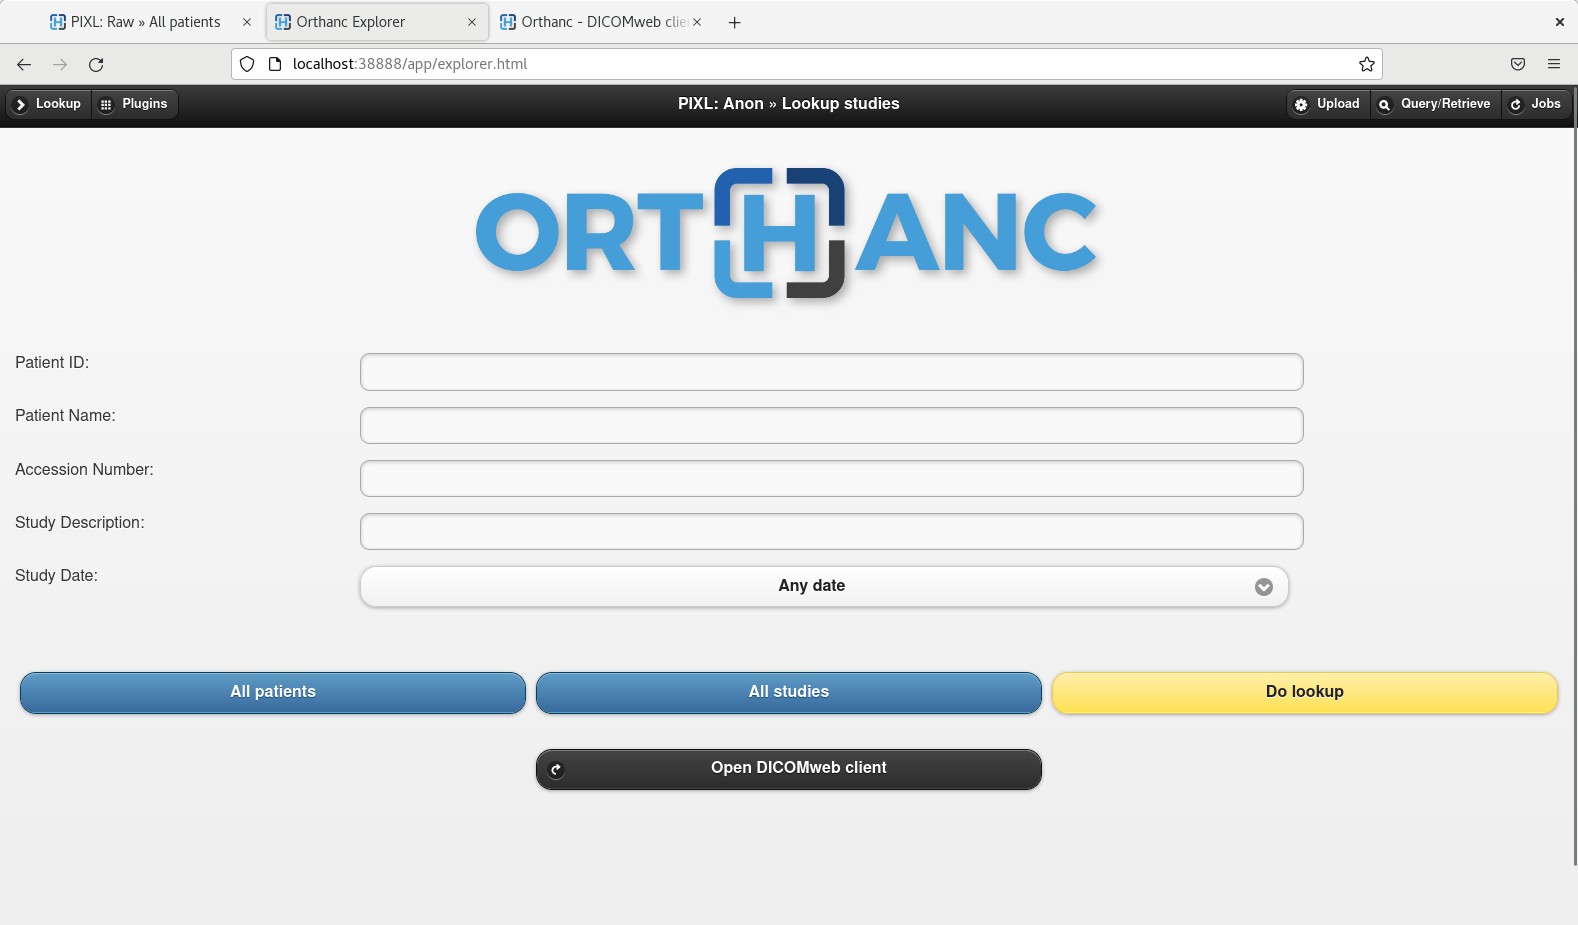 PIXL: Raw » All patients
Orthanc Explorer
Orthanc - DICOMweb clie
localhost:38888/app/explorer.html
Lookup
Plugins
PIXL: Anon » Lookup studies
Upload
Query/Retrieve
Jobs
ORTHANC
Patient ID:
Patient Name:
Accession Number:
Study Description:
Study Date:
Any date
All patients
All studies
Do lookup
Open DICOMweb client